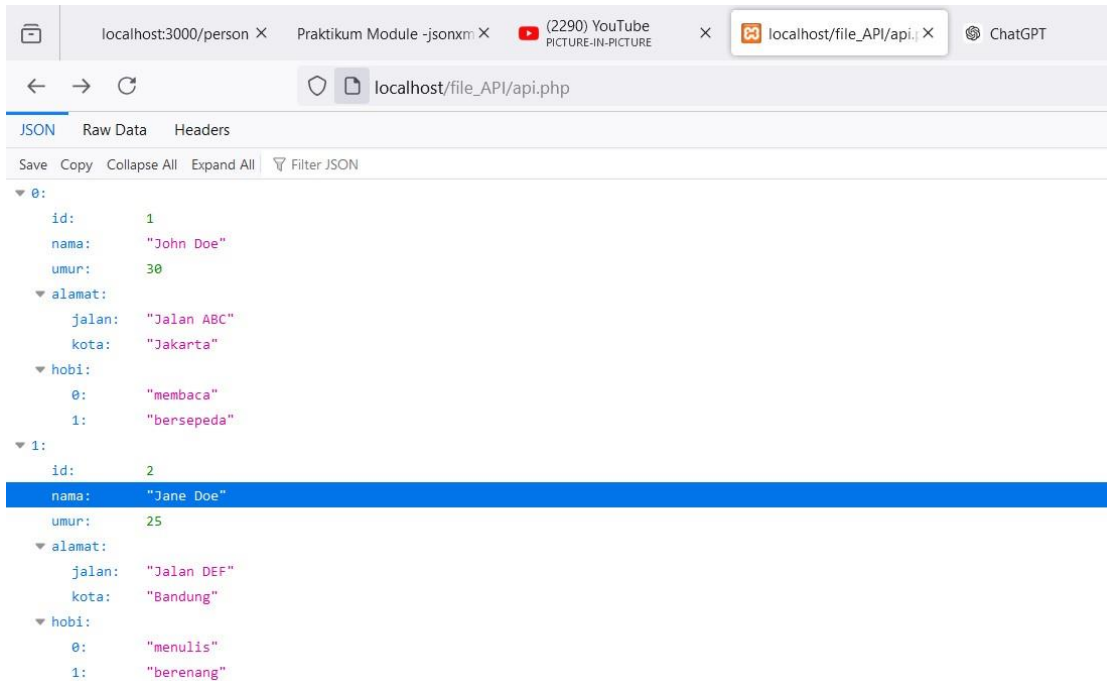 localhost:3000/person
Praktikum Module -jsonxm
(2290) YouTube
PICTURE-IN-PICTURE
localhost/file_API/api.
ChatGPT
localhost/file_API/api.php
JSON Raw Data Headers
Save Copy Collapse All Expand All Filter JSON
0:
id: 1
nama: "John Doe"
umur: 30
alamat:
jalan: "Jalan ABC"
kota: "Jakarta"
hobi:
0: "membaca"
1: "bersepeda"
1:
id: 2
nama: "Jane Doe"
umur: 25
alamat:
jalan: "Jalan DEF"
kota: "Bandung"
hobi:
0: "menulis"
1: "berenang"